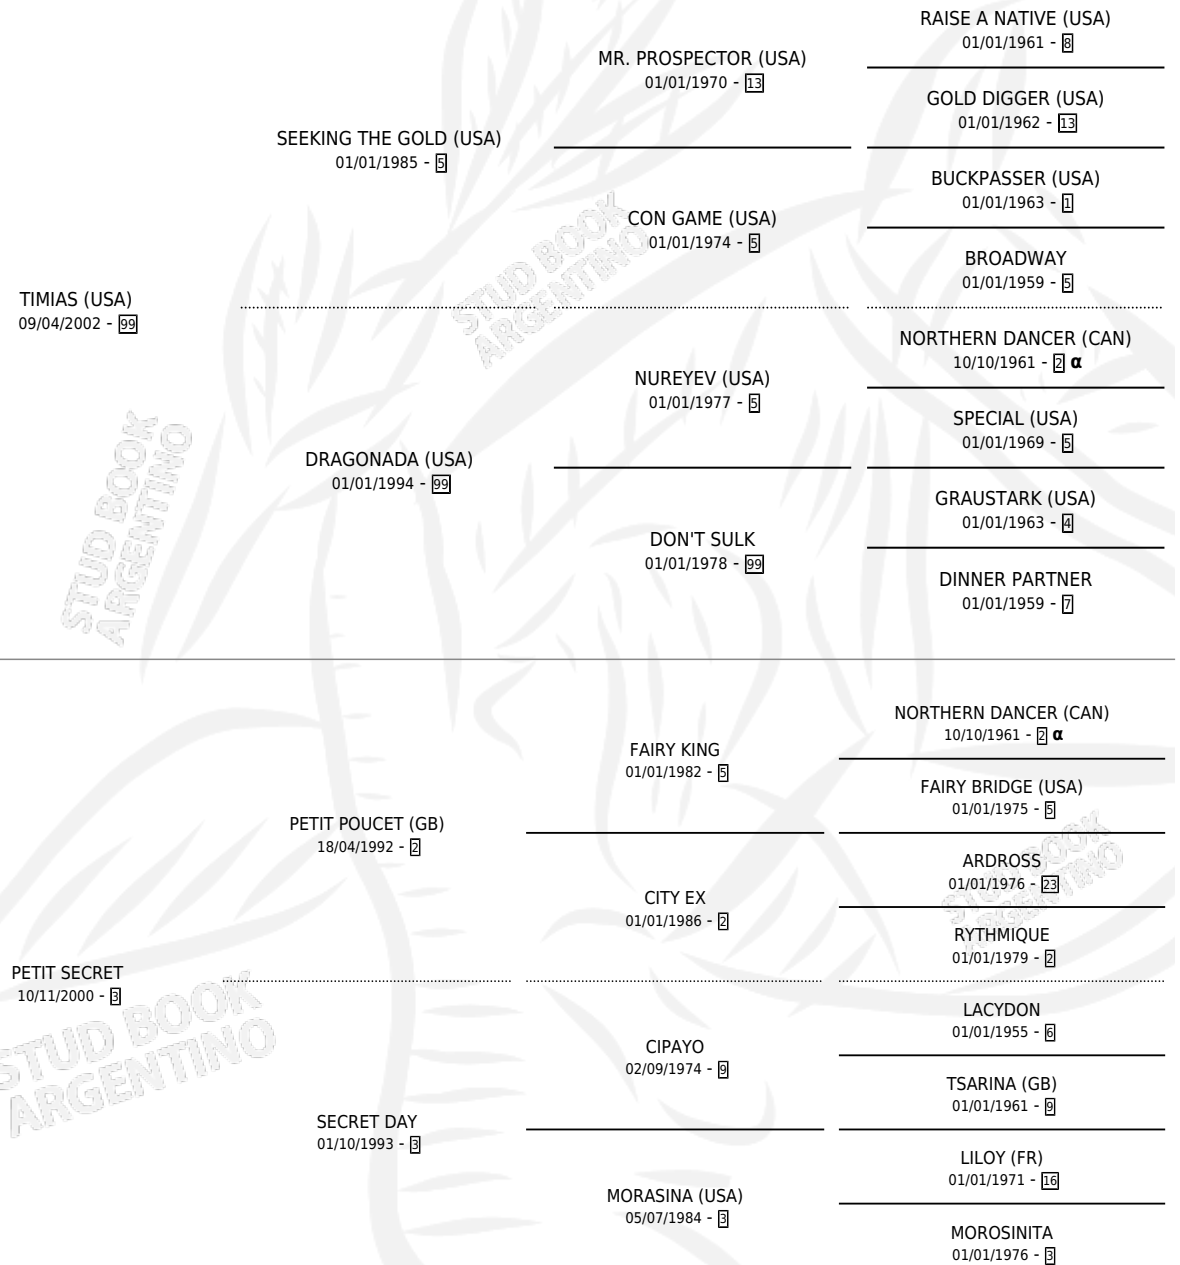 RAISE A NATIVE (USA)
01/01/1961 - 8
MR. PROSPECTOR (USA)
01/01/1970 - 13
GOLD DIGGER (USA)
01/01/1962 - 13
SEEKING THE GOLD (USA)
01/01/1985 - 5
BUCKPASSER (USA)
01/01/1963 - 1
CON GAME (USA)
01/01/1974 - 5
BROADWAY
01/01/1959 - 5
TIMIAS (USA)
09/04/2002 - 99
NORTHERN DANCER (CAN)
10/10/1961 - 2 α
NUREYEV (USA)
01/01/1977 - 5
SPECIAL (USA)
01/01/1969 - 5
DRAGONADA (USA)
01/01/1994 - 99
GRAUSTARK (USA)
01/01/1963 - 4
DON'T SULK
01/01/1978 - 99
DINNER PARTNER
01/01/1959 - 7
NORTHERN DANCER (CAN)
10/10/1961 - 2 α
FAIRY KING
01/01/1982 - 5
FAIRY BRIDGE (USA)
01/01/1975 - 5
PETIT POUCET (GB)
18/04/1992 - 2
ARDROSS
01/01/1976 - 23
CITY EX
01/01/1986 - 2
RYTHMIQUE
01/01/1979 - 2
PETIT SECRET
10/11/2000 - 3
LACYDON
01/01/1955 - 6
CIPAYO
02/09/1974 - 9
TSARINA (GB)
01/01/1961 - 9
SECRET DAY
01/10/1993 - 3
LILOY (FR)
01/01/1971 - 16
MORASINA (USA)
05/07/1984 - 3
MOROSINITA
01/01/1976 - 3
STUD BOOK
ARGENTINO
STUD BOOK
ARGENTINO
STUD BOOK
ARGENTINO
STUD BOOK
ARGENTINO